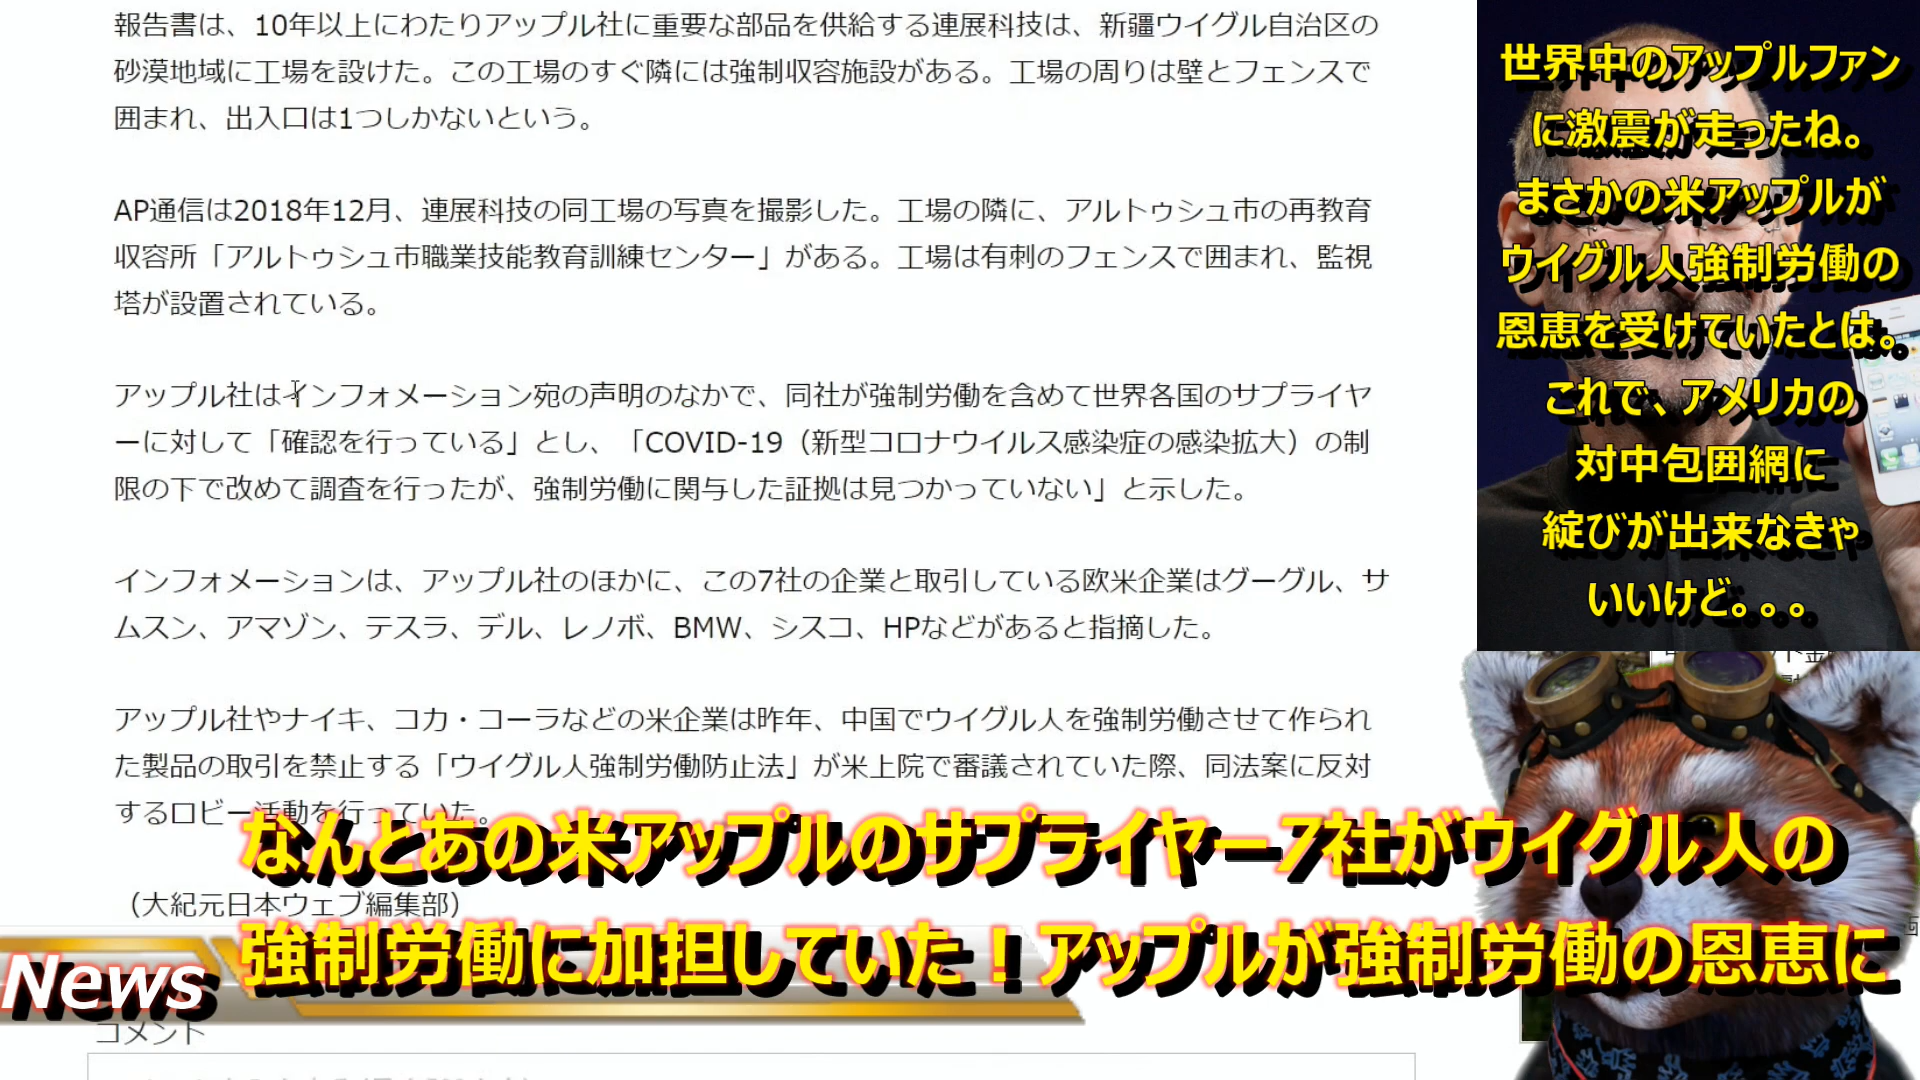 報告書は、10年以上にわたりアップル社に重要な部品を供給する連展科技は、新疆ウイグル自治区の
砂漠地域に工場を設けた。この工場のすぐ隣には強制収容施設がある。工場の周りは壁とフェンスで
囲まれ、出入口は1つしかないという。
AP通信は2018年12月、連展科技の同工場の写真を撮影した。工場の隣に、アルトゥシュ市の再教育
収容所「アルトゥシュ市職業技能教育訓練センター」がある。工場は有刺のフェンスで囲まれ、監視
塔が設置されている。
アップル社はインフォメーション宛の声明のなかで、同社が強制労働を含めて世界各国のサプライヤ
ーに対して「確認を行っている」とし、「COVID-19（新型コロナウイルス感染症の感染拡大）の制
限の下で改めて調査を行ったが、強制労働に関与した証拠は見つかっていない」と示した。
インフォメーションは、アップル社のほかに、この7社の企業と取引している欧米企業はグーグル、サ
ムスン、アマゾン、テスラ、デル、レノボ、BMW、シスコ、HPなどがあると指摘した。
アップル社やナイキ、コカ・コーラなどの米企業は昨年、中国でウイグル人を強制労働させて作られ
た製品の取引を禁止する「ウイグル人強制労働防止法」が米上院で審議されていた際、同法案に反対
するロビー活動を行っていた。
（大紀元日本ウェブ編集部）
コメント
世界中のアップルファン
に激震が走ったね。
まさかの米アップルが
ウイグル人強制労働の
恩恵を受けていたとは。
これで、アメリカの
対中包囲網に
綻びが出来なきゃ
いいけど。。。
なんとあの米アップルのサプライヤー7社がウイグル人の
強制労働に加担していた！アップルが強制労働の恩恵に
News